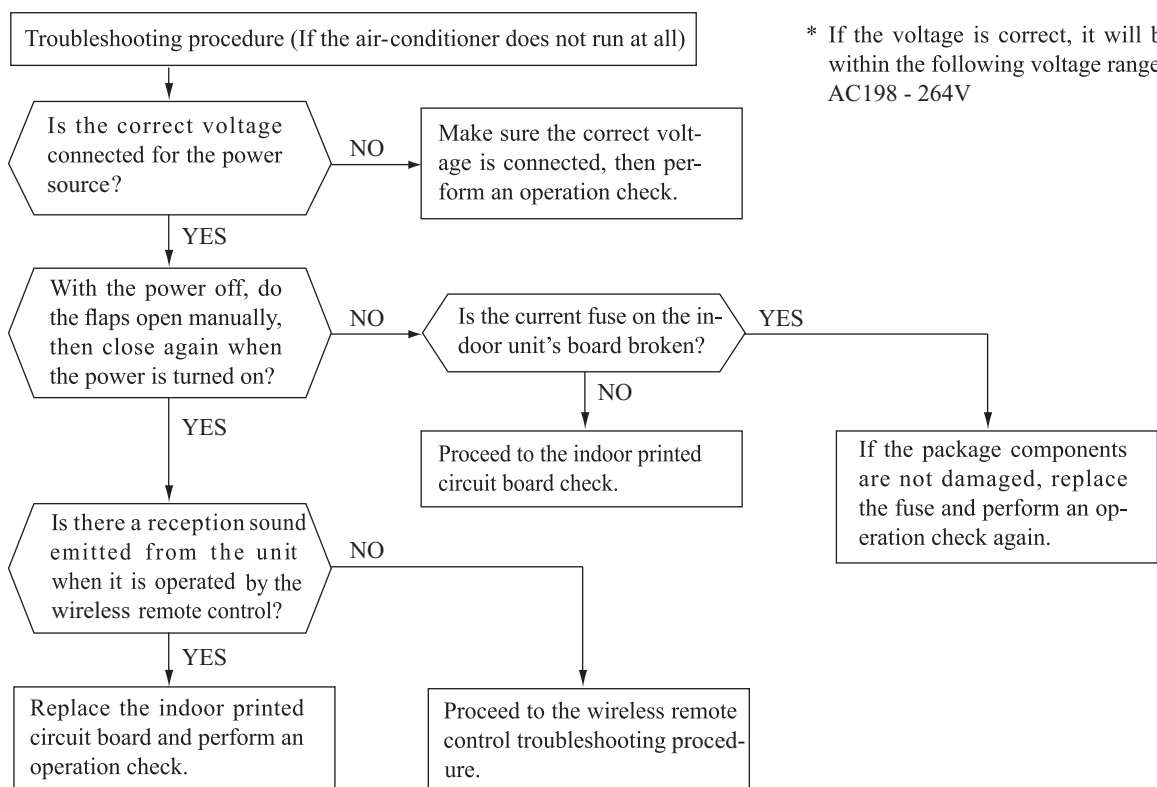 Troubleshooting procedure (If the air-conditioner does not run at all)
* If the voltage is correct, it will
within the following voltage range
AC198 - 264V
Is the correct voltage
connected for the power
source?
NO
Make sure the correct volt-
age is connected, then per-
form an operation check.
YES
With the power off, do
the flaps open manually,
then close again when
the power is turned on?
NO
Is the current fuse on the in-
door unit's board broken?
YES
NO
YES
Proceed to the indoor printed
circuit board check.
If the package components
are not damaged, replace
the fuse and perform an op-
eration check again.
Is there a reception sound
emitted from the unit
when it is operated by the
wireless remote control?
NO
YES
Replace the indoor printed
circuit board and perform an
operation check.
Proceed to the wireless remote
control troubleshooting proced-
ure.